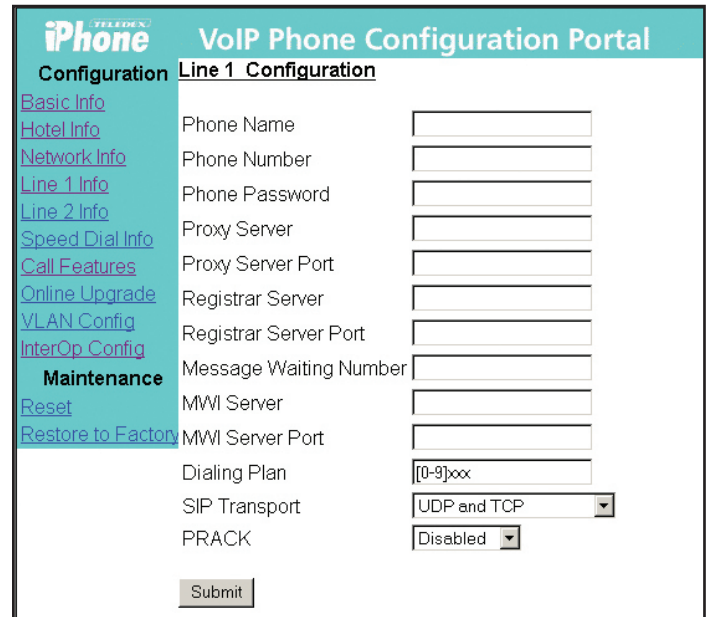 TELEDEX
iPhone
VoIP Phone Configuration Portal
Configuration
Basic Info
Hotel Info
Network Info
Line 1 Info
Line 2 Info
Speed Dial Info
Call Features
Online Upgrade
VLAN Config
InterOp Config
Maintenance
Reset
Restore to Factory
Line 1 Configuration
Phone Name
Phone Number
Phone Password
Proxy Server
Proxy Server Port
Registrar Server
Registrar Server Port
Message Waiting Number
MWI Server
MWI Server Port
Dialing Plan [0-9]xxx
SIP Transport UDP and TCP
PRACK Disabled
Submit